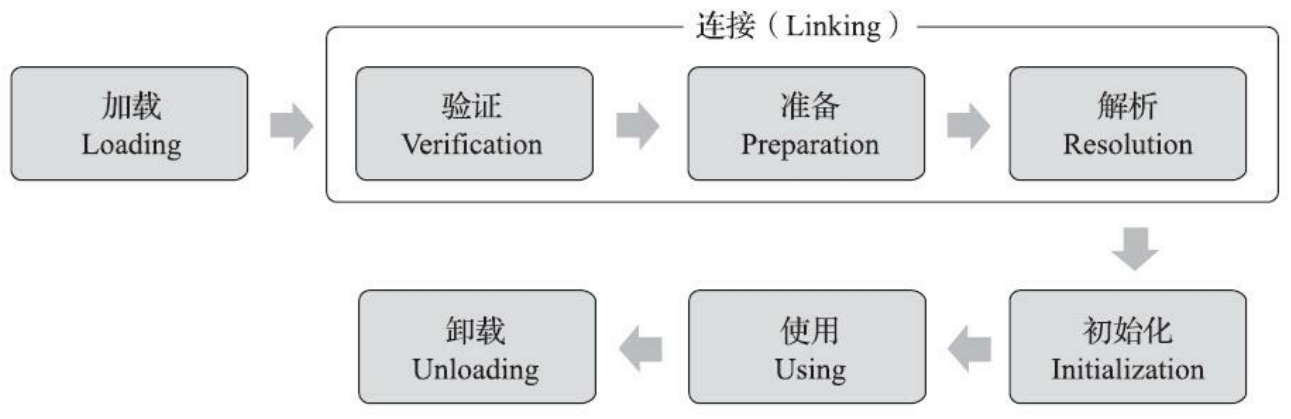 连接（Linking）
加载
Loading
验证
Verification
准备
Preparation
解析
Resolution
初始化
Initialization
使用
Using
卸载
Unloading